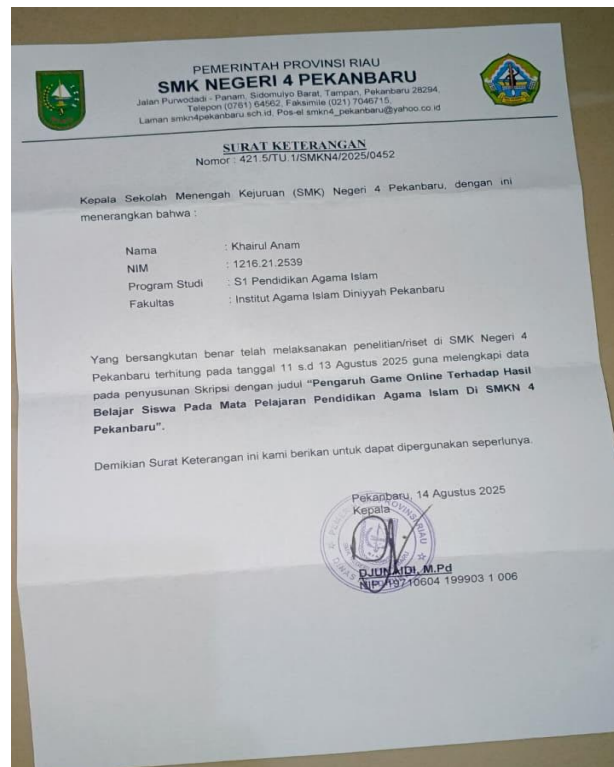 PEMERINTAH PROVINSI RIAU
SMK NEGERI 4 PEKANBARU
Jalan Purwodadi - Panam, Sidomulyo Barat, Tampan, Pekanbaru 28294,
Telepon (0761) 64562, Faksimile (021) 7046715,
Laman smkn4pekanbaru.sch.id, Pos-el smkn4_pekanbaru@yahoo.co.id
SURAT KETERANGAN
Nomor : 421.5/TU.1/SMKN4/2025/0452
Kepala Sekolah Menengah Kejuruan (SMK) Negeri 4 Pekanbaru, dengan ini
menerangkan bahwa :
Nama : Khairul Anam
NIM : 1216.21.2539
Program Studi : S1 Pendidikan Agama Islam
Fakultas : Institut Agama Islam Diniyyah Pekanbaru
Yang bersangkutan benar telah melaksanakan penelitian/riset di SMK Negeri 4
Pekanbaru terhitung pada tanggal 11 s.d 13 Agustus 2025 guna melengkapi data
pada penyusunan Skripsi dengan judul “Pengaruh Game Online Terhadap Hasil
Belajar Siswa Pada Mata Pelajaran Pendidikan Agama Islam Di SMKN 4
Pekanbaru”.
Demikian Surat Keterangan ini kami berikan untuk dapat dipergunakan seperlunya.
Pekanbaru, 14 Agustus 2025
Kepala
DJUNAIDI, M.Pd
NIP. 19710604 199903 1 006